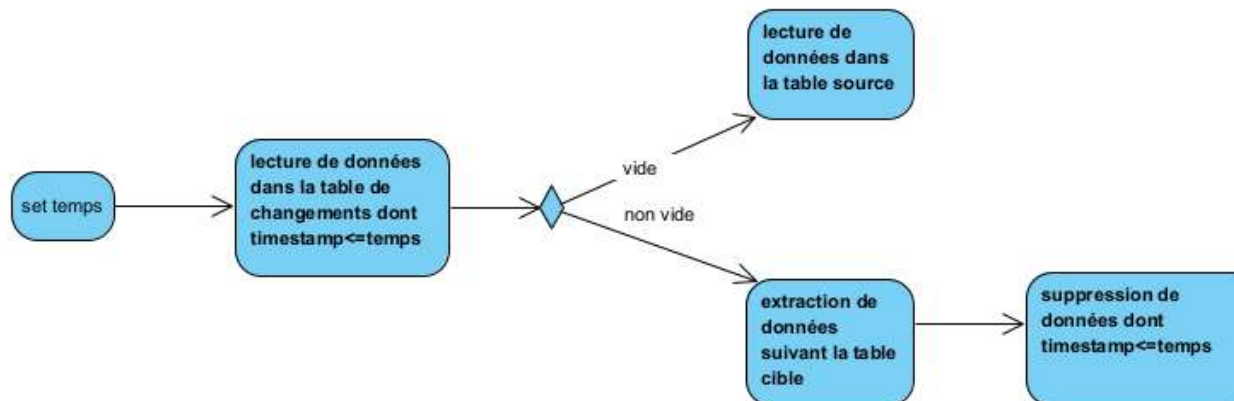 set temps
lecture de données
dans la table de
changements dont
timestamp<=temps
vide
non vide
lecture de
données dans
la table source
extraction de
données
suivant la table
cible
suppression de
données dont
timestamp<=temps